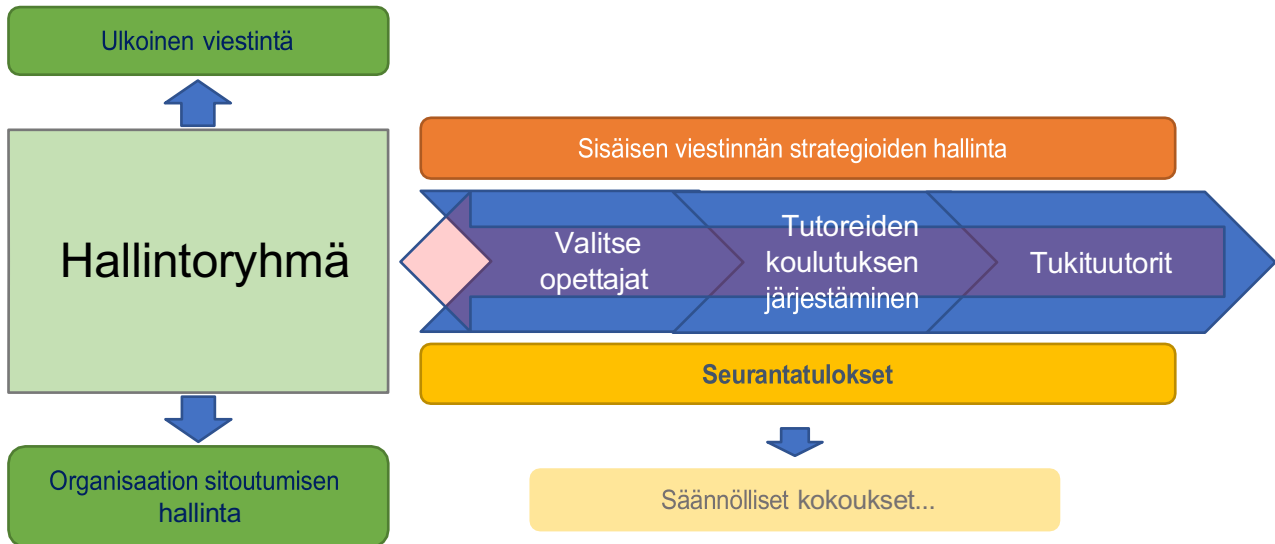 Ulkoinen viestintä
Hallintoryhmä
Organisaation sitoutumisen
hallinta
Sisäisen viestinnän strategioiden hallinta
Valitse
opettajat
Tutoreiden
koulutuksen
järjestäminen
Tukituutorit
Seurantatulokset
Säännölliset kokoukset...